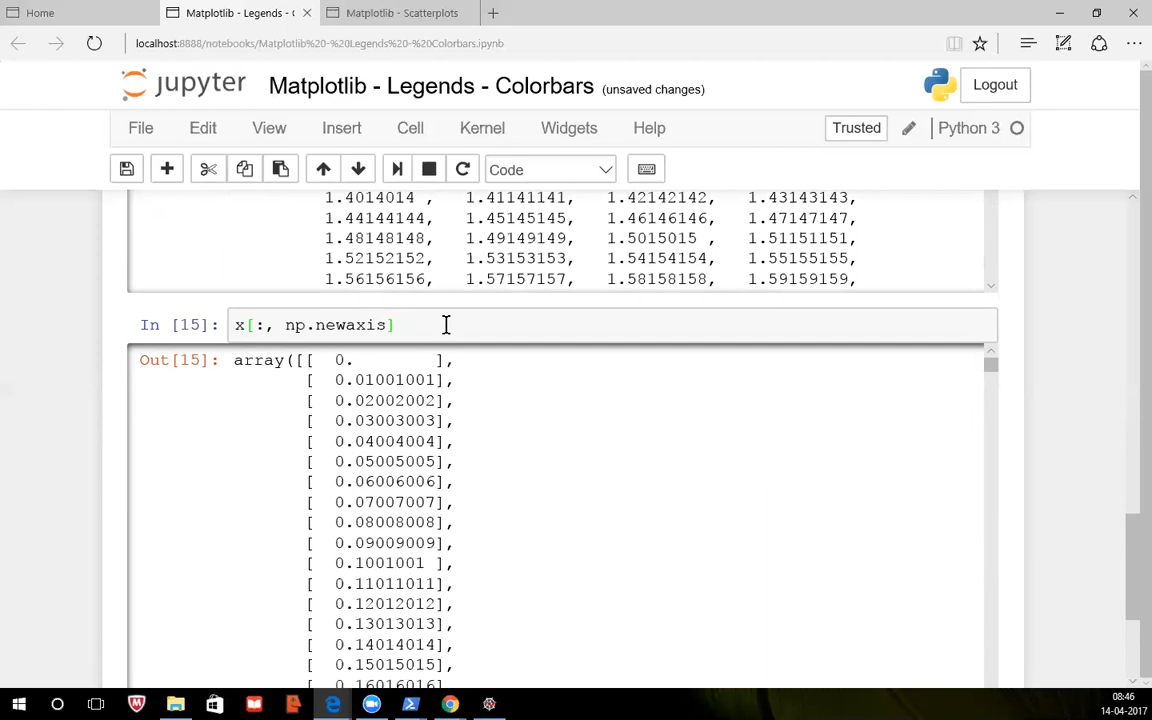 Home
Matplotlib - Legends - C
Matplotlib - Scatterplots
localhost:8888/notebooks/Matplotlib%20-%20Legends%20-%20Colorbars.ipynb
jupyter Matplotlib - Legends - Colorbars (unsaved changes)
Logout
File Edit View Insert Cell Kernel Widgets Help
Trusted
Python 3
Code
1.4014014 , 1.41141141, 1.42142142, 1.43143143,
1.44144144, 1.45145145, 1.46146146, 1.47147147,
1.48148148, 1.49149149, 1.5015015 , 1.51151151,
1.52152152, 1.53153153, 1.54154154, 1.55155155,
1.56156156, 1.57157157, 1.58158158, 1.59159159,
In [15]: x[:, np.newaxis]
Out[15]: array([[ 0. ],
[ 0.01001001],
[ 0.02002002],
[ 0.03003003],
[ 0.04004004],
[ 0.05005005],
[ 0.06006006],
[ 0.07007007],
[ 0.08008008],
[ 0.09009009],
[ 0.1001001 ],
[ 0.11011011],
[ 0.12012012],
[ 0.13013013],
[ 0.14014014],
[ 0.15015015],
[ 0.16016016],
08:46
14-04-2017